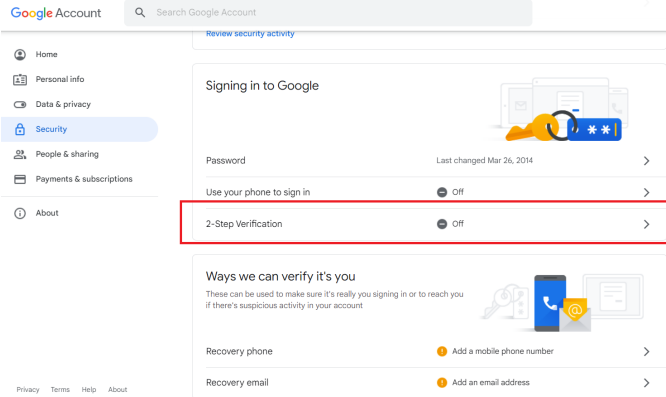 Google Account
Search Google Account
Review security activity
Home
Personal info
Data & privacy
Security
People & sharing
Payments & subscriptions
About
Signing in to Google
Password
Last changed Mar 26, 2014
Use your phone to sign in
Off
2-Step Verification
Off
Ways we can verify it's you
These can be used to make sure it's really you signing in or to reach you
if there's suspicious activity in your account
Recovery phone
Add a mobile phone number
Recovery email
Add an email address
Privacy Terms Help About